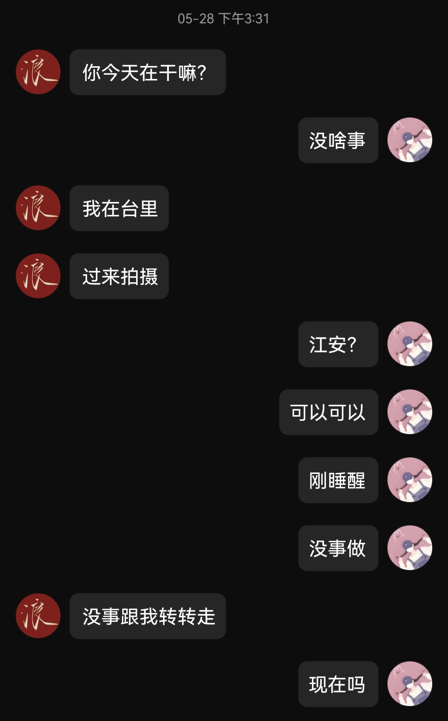 05-28 下午3:31
浪
你今天在干嘛？
没啥事
浪
我在台里
浪
过来拍摄
江安？
可以可以
刚睡醒
没事做
浪
没事跟我转转走
现在吗